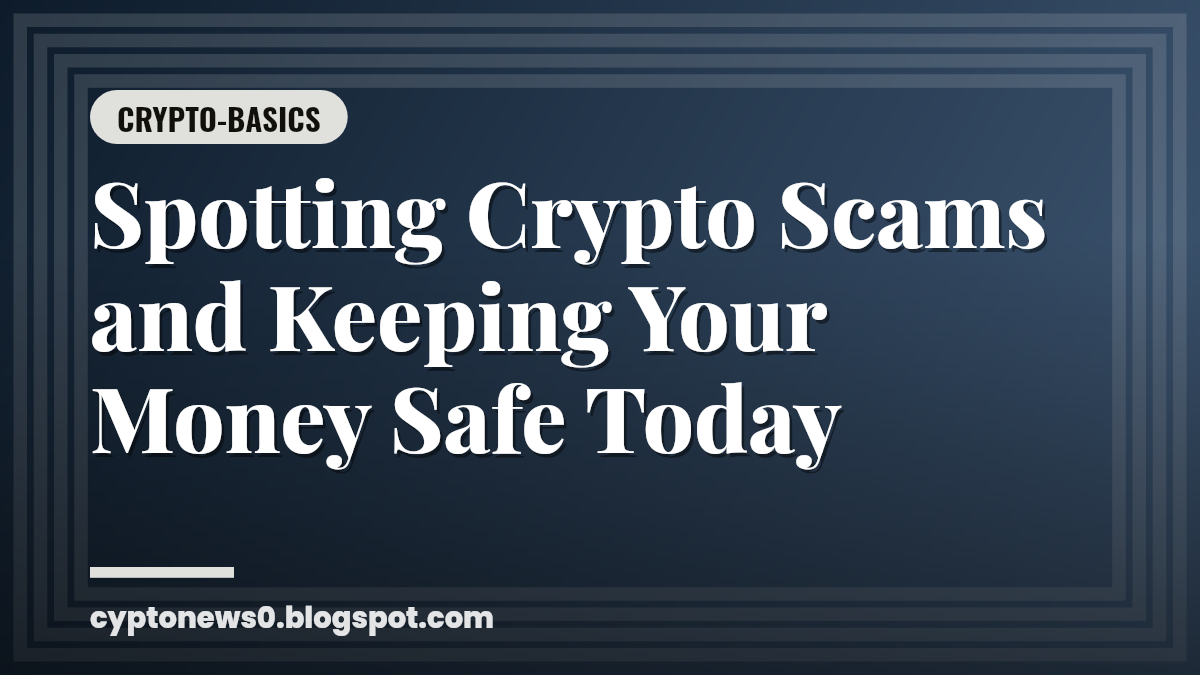 CRYPTO-BASICS
Spotting Crypto Scams
and Keeping Your
Money Safe Today
cyptonews0.blogspot.com